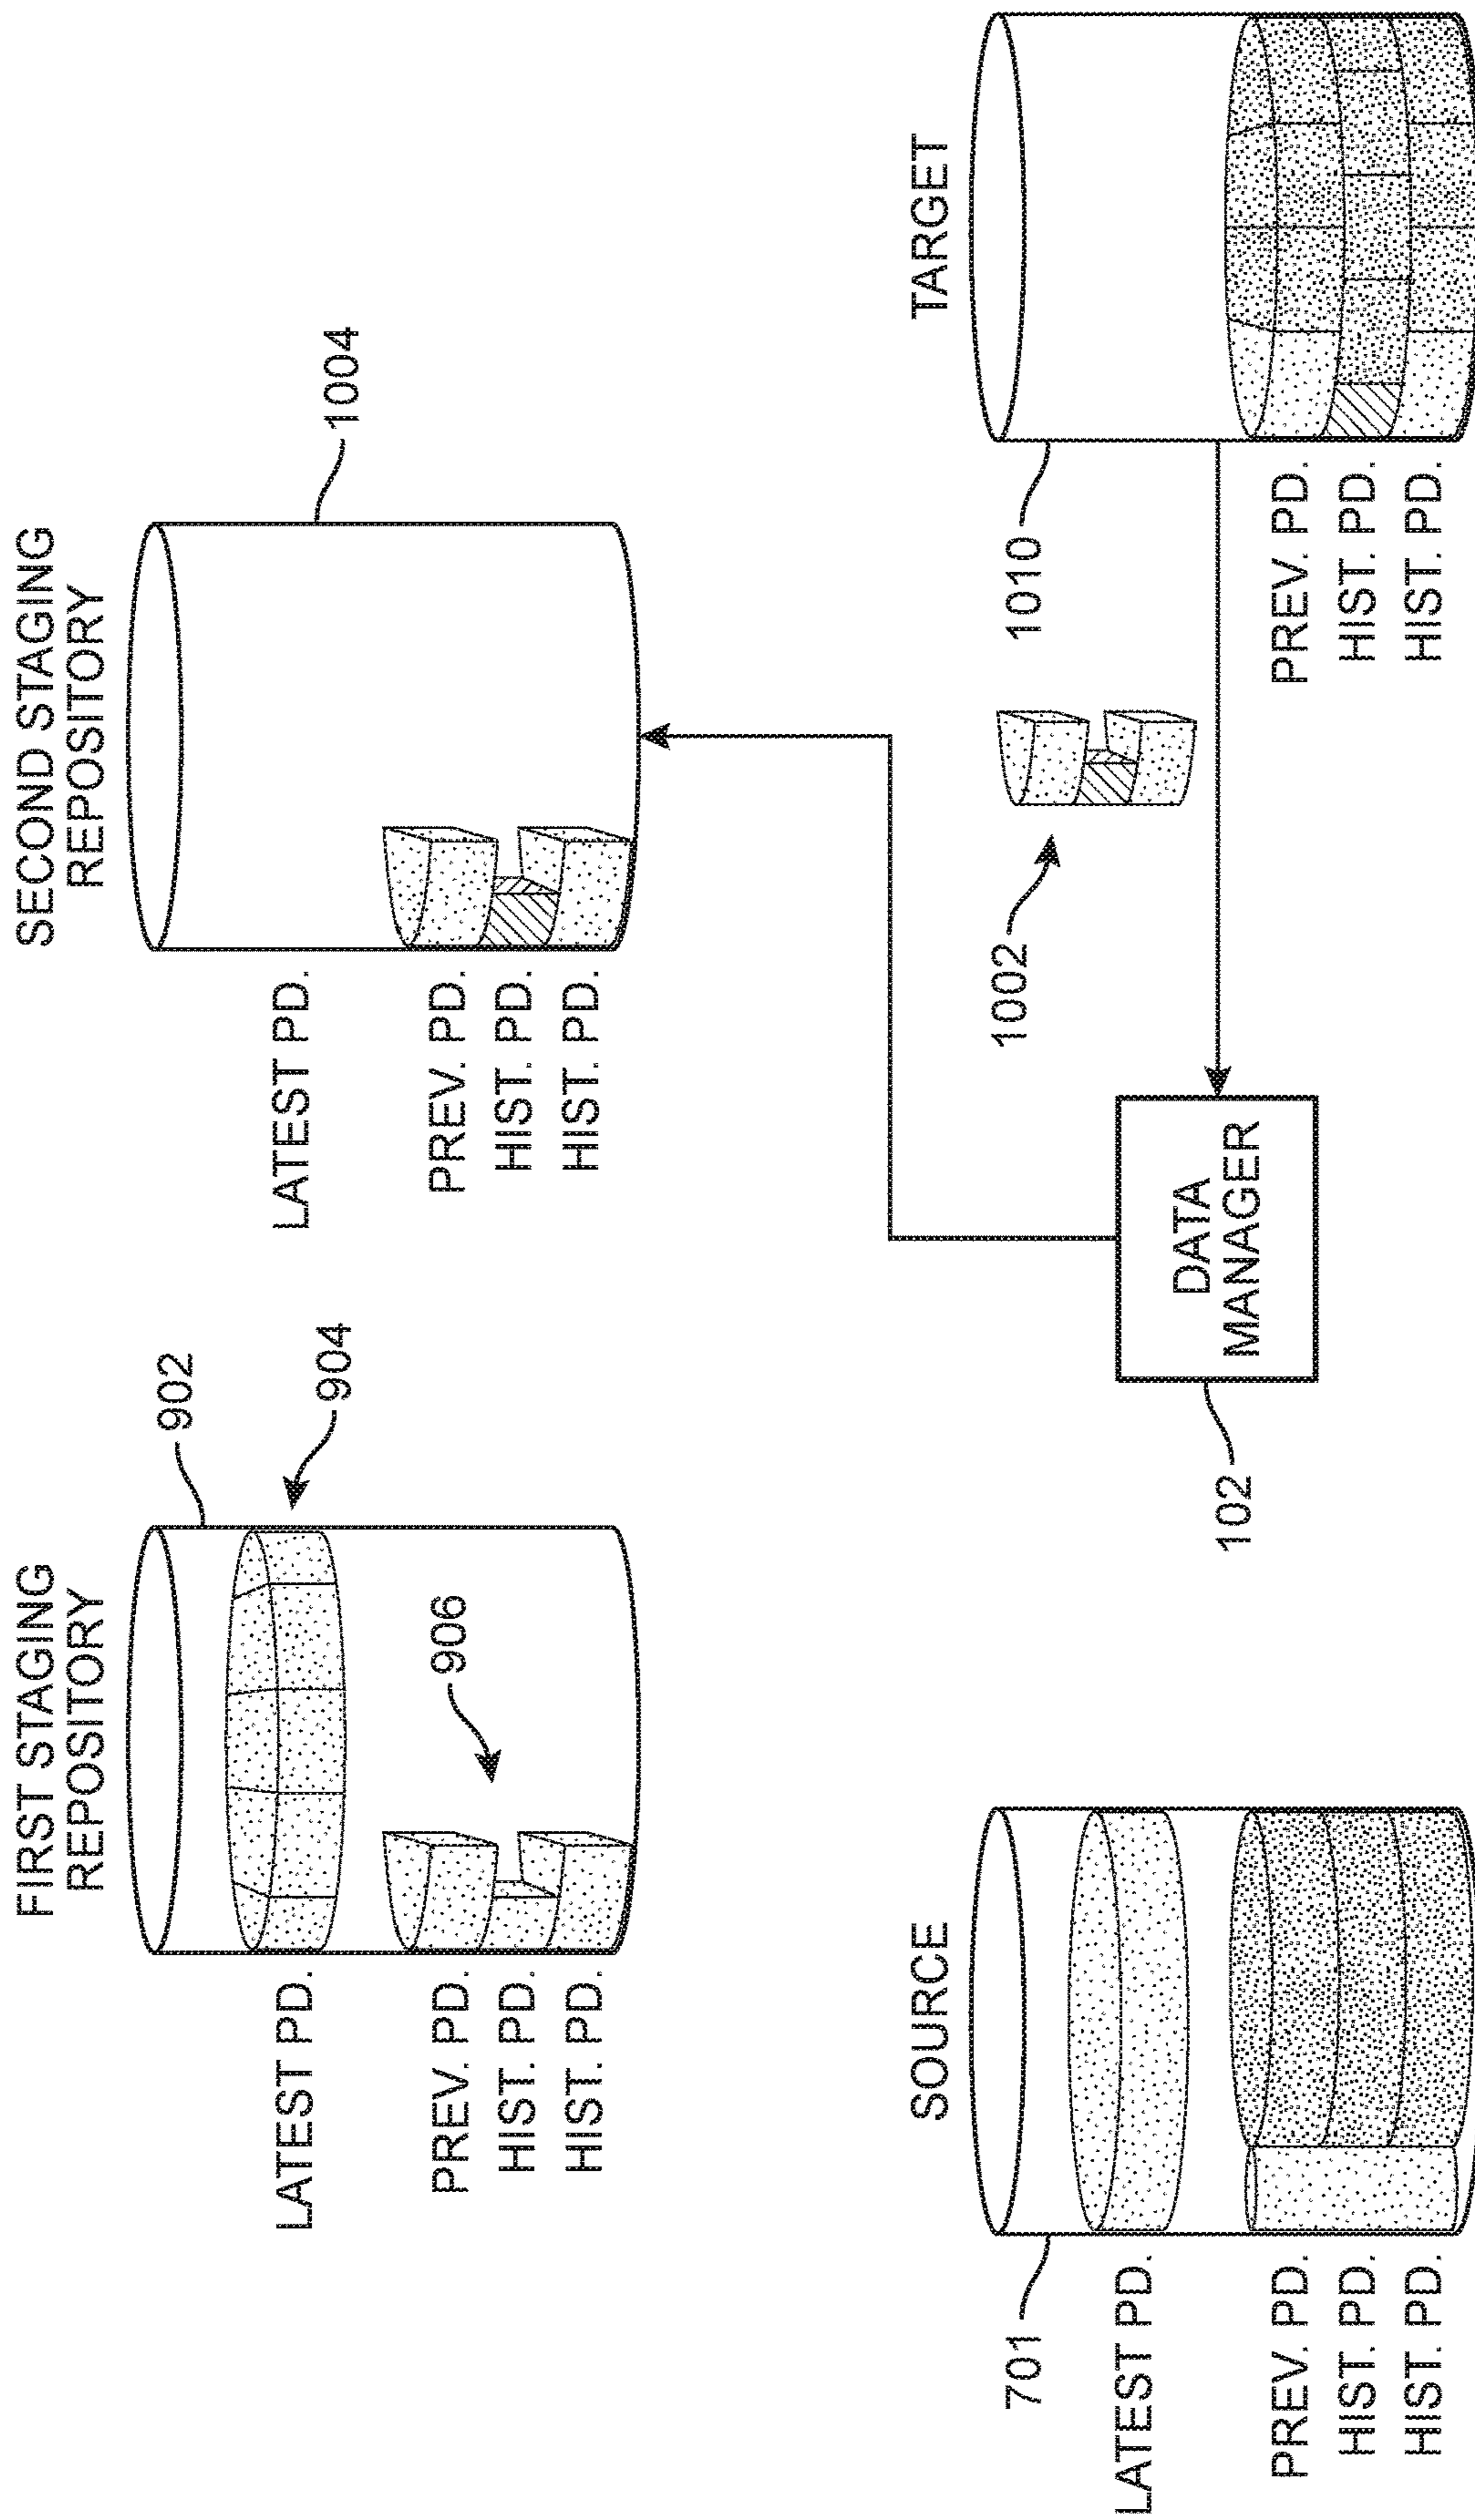 FIRST STAGING
REPOSITORY
902
904
906
LATEST PD.
PREV. PD.
HIST. PD.
HIST. PD.
SECOND STAGING
REPOSITORY
1004
LATEST PD.
PREV. PD.
HIST. PD.
HIST. PD.
SOURCE
701
LATEST PD.
PREV. PD.
HIST. PD.
HIST. PD.
DATA
MANAGER
102
1002
TARGET
1010
PREV. PD.
HIST. PD.
HIST. PD.